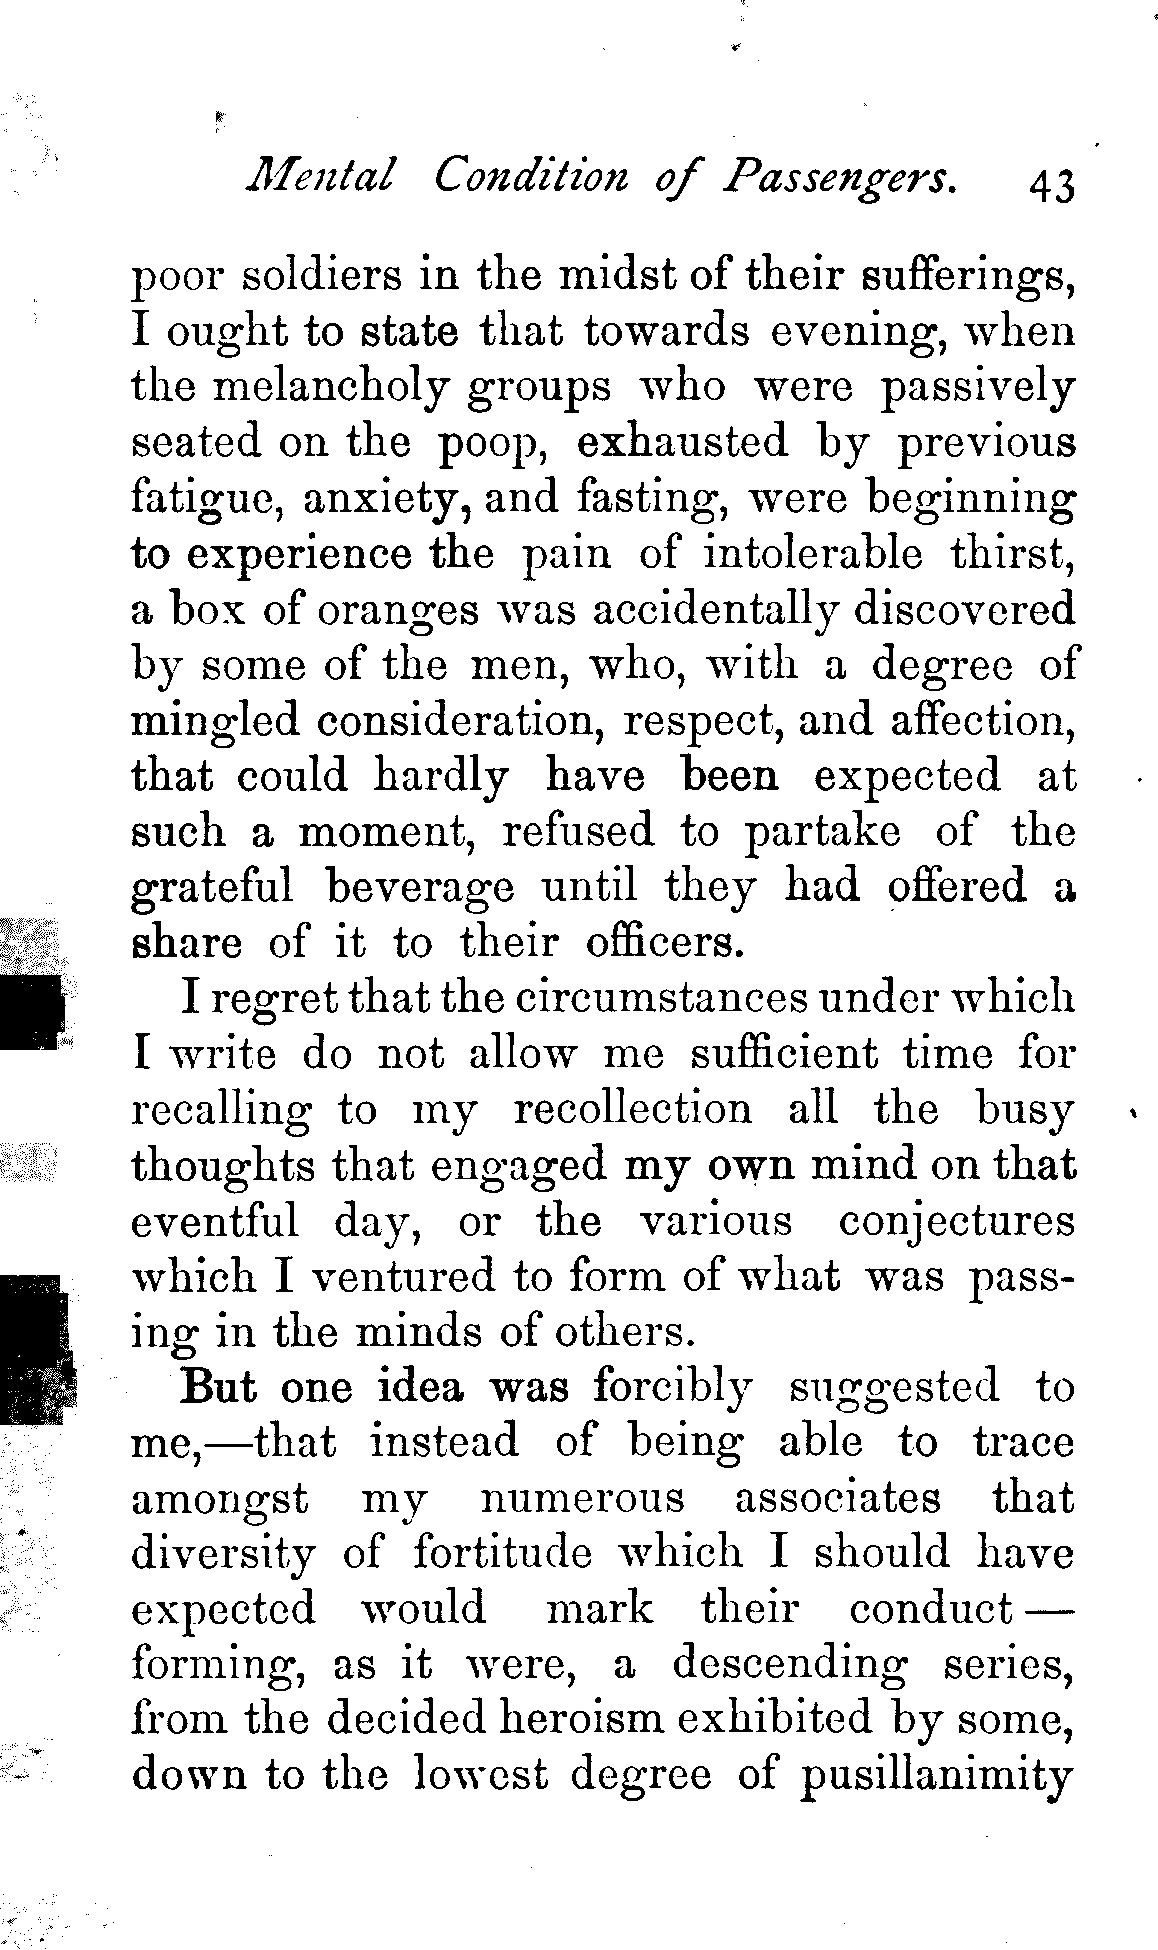 Mental Condition of Passengers. 43
poor soldiers in the midst of their sufferings,
I ought to state that towards evening, when
the melancholy groups who were passively
seated on the poop, exhausted by previous
fatigue, anxiety, and fasting, were beginning
to experience the pain of intolerable thirst,
a box of oranges was accidentally discovered
by some of the men, who, with a degree of
mingled consideration, respect, and affection,
that could hardly have been expected at
such a moment, refused to partake of the
grateful beverage until they had offered a
share of it to their officers.
I regret that the circumstances under which
I write do not allow me sufficient time for
recalling to my recollection all the busy
thoughts that engaged my own mind on that
eventful day, or the various conjectures
which I ventured to form of what was pass-
ing in the minds of others.
But one idea was forcibly suggested to
me,—that instead of being able to trace
amongst my numerous associates that
diversity of fortitude which I should have
expected would mark their conduct—
forming, as it were, a descending series,
from the decided heroism exhibited by some,
down to the lowest degree of pusillanimity